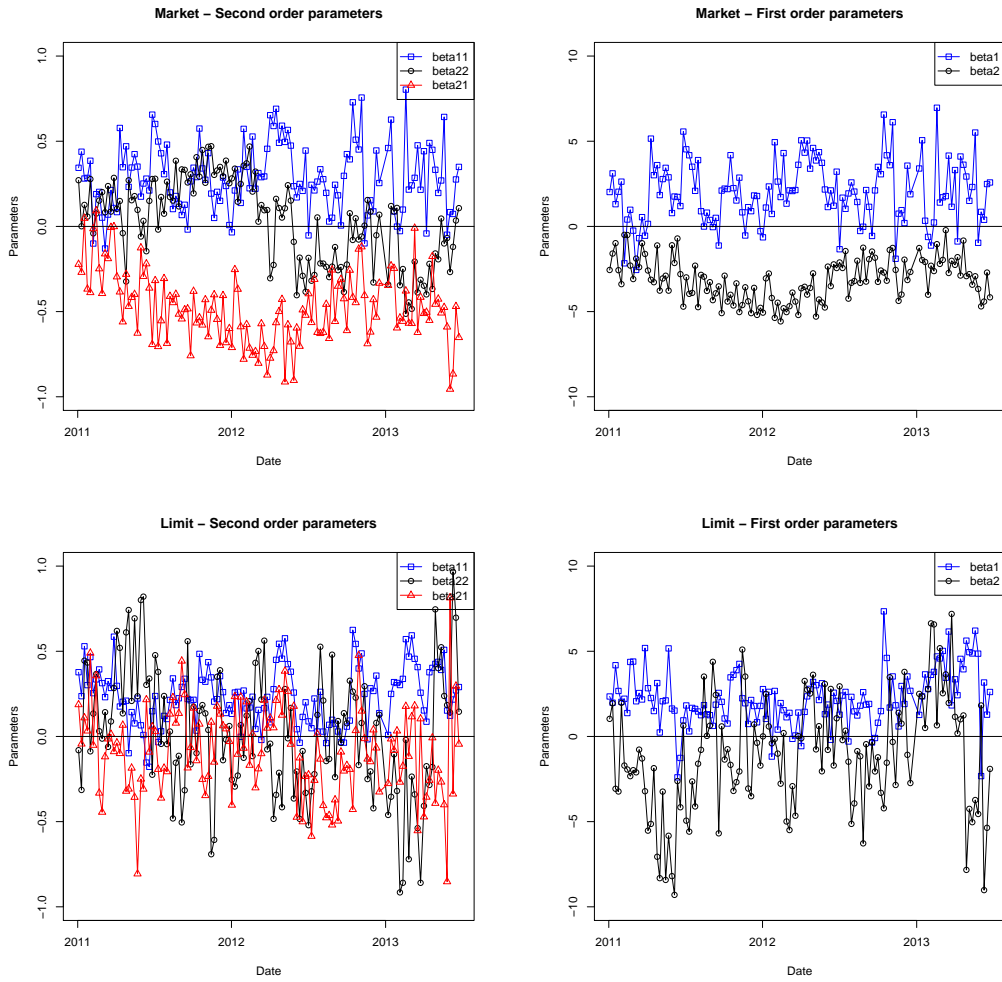 Market − Second order parameters
1.0
0.5
0.0
−0.5
−1.0
Parameters
beta11
beta22
beta21
2011
2012
2013
Date
Market − First order parameters
10
5
0
−5
−10
Parameters
beta1
beta2
2011
2012
2013
Date
Limit − Second order parameters
1.0
0.5
0.0
−0.5
−1.0
Parameters
beta11
beta22
beta21
2011
2012
2013
Date
Limit − First order parameters
10
5
0
−5
−10
Parameters
beta1
beta2
2011
2012
2013
Date